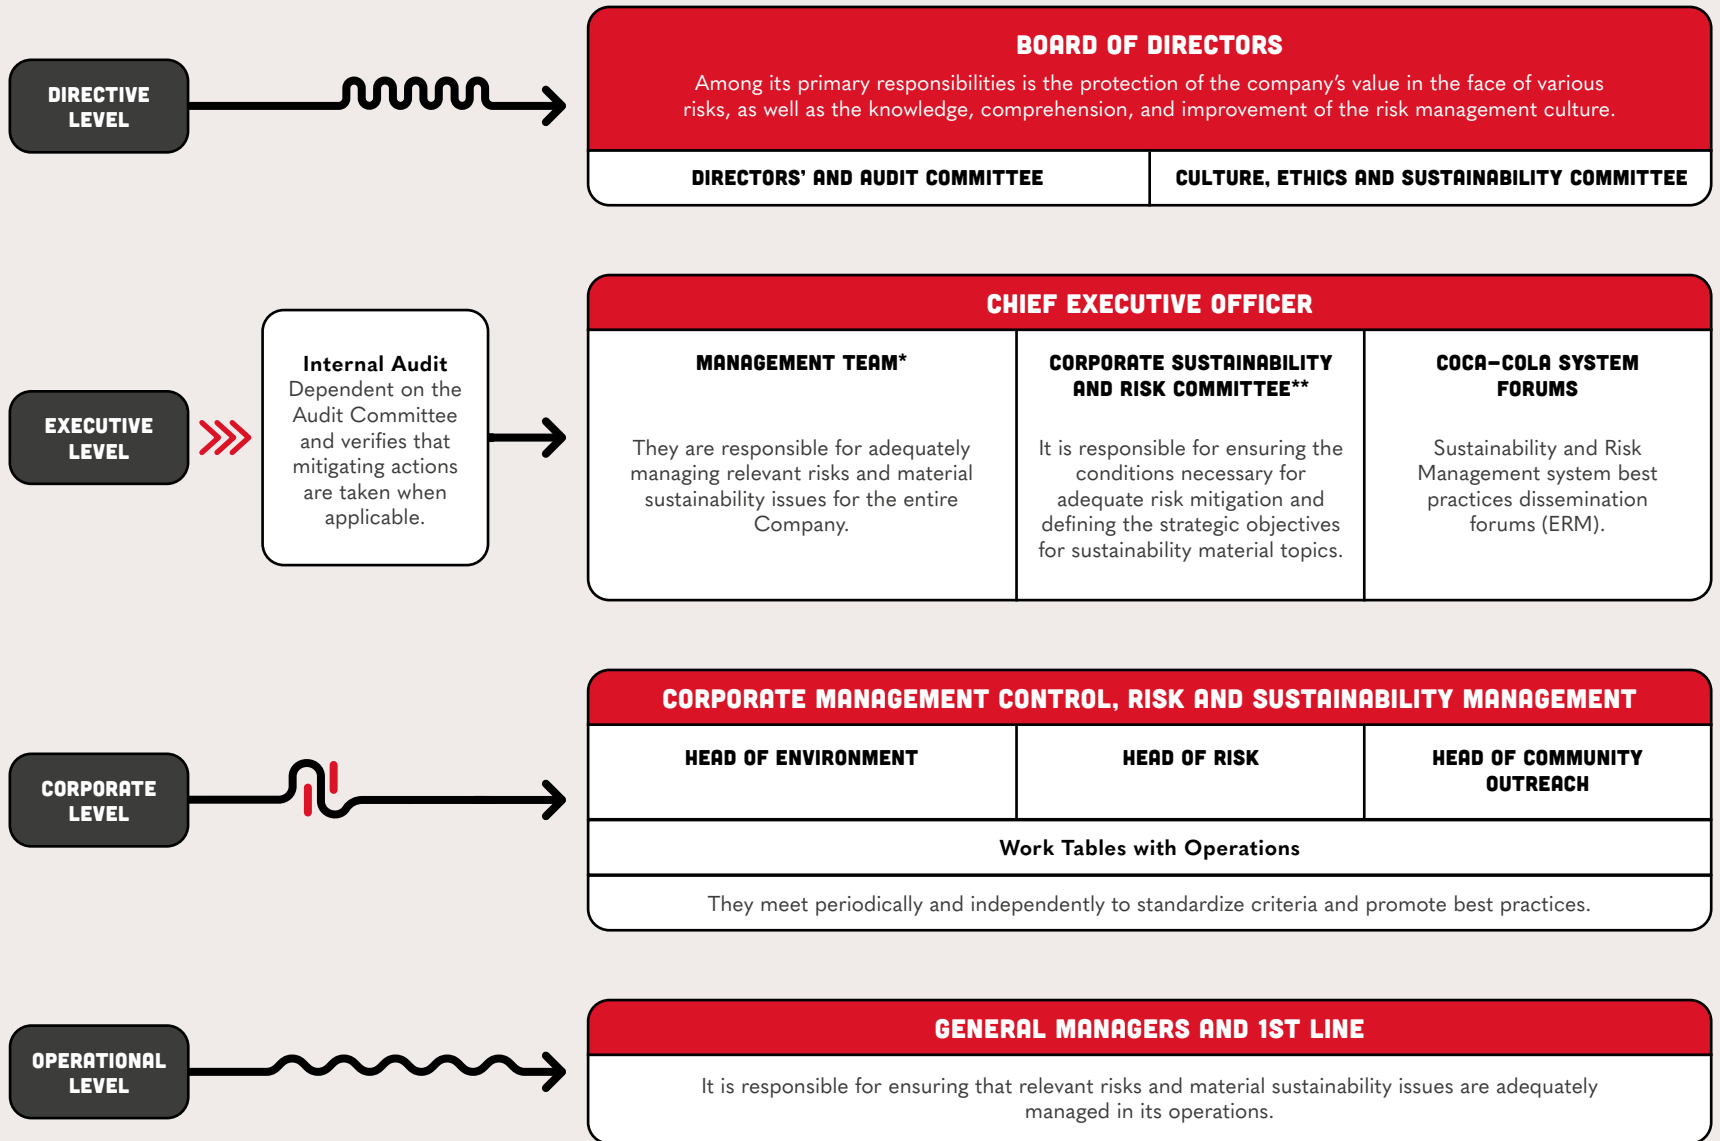 DIRECTIVE
LEVEL
BOARD OF DIRECTORS
Among its primary responsibilities is the protection of the company's value in the face of various
risks, as well as the knowledge, comprehension, and improvement of the risk management culture.
DIRECTORS' AND AUDIT COMMITTEE
CULTURE, ETHICS AND SUSTAINABILITY COMMITTEE
EXECUTIVE
LEVEL
Internal Audit
Dependent on the
Audit Committee
and verifies that
mitigating actions
are taken when
applicable.
CHIEF EXECUTIVE OFFICER
MANAGEMENT TEAM*
They are responsible for adequately
managing relevant risks and material
sustainability issues for the entire
Company.
CORPORATE SUSTAINABILITY
AND RISK COMMITTEE**
It is responsible for ensuring the
conditions necessary for
adequate risk mitigation and
defining the strategic objectives
for sustainability material topics.
COCA-COLA SYSTEM
FORUMS
Sustainability and Risk
Management system best
practices dissemination
forums (ERM).
CORPORATE
LEVEL
CORPORATE MANAGEMENT CONTROL, RISK AND SUSTAINABILITY MANAGEMENT
HEAD OF ENVIRONMENT
HEAD OF RISK
HEAD OF COMMUNITY
OUTREACH
Work Tables with Operations
They meet periodically and independently to standardize criteria and promote best practices.
OPERATIONAL
LEVEL
GENERAL MANAGERS AND 1ST LINE
It is responsible for ensuring that relevant risks and material sustainability issues are adequately
managed in its operations.